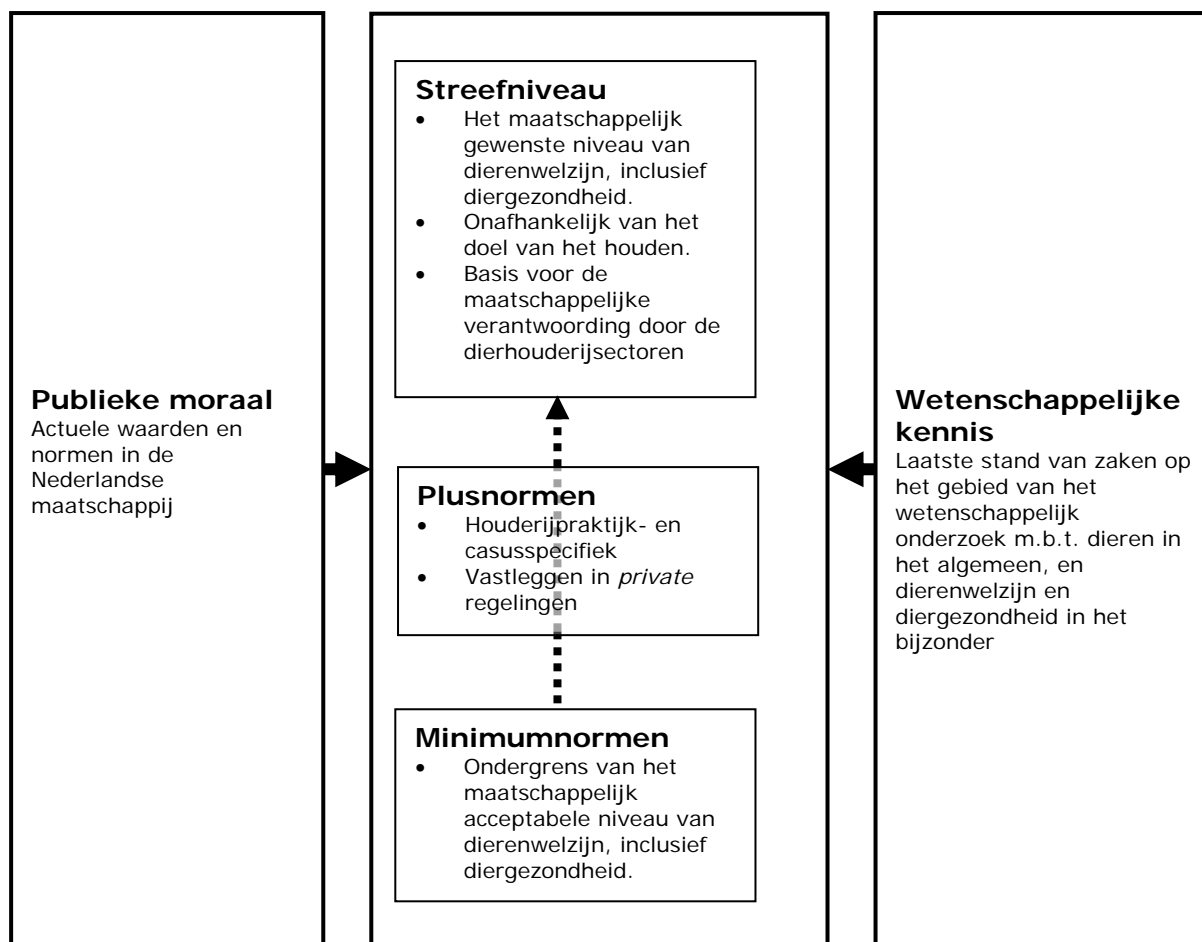 Publieke moraal
Actuele waarden en
normen in de
Nederlandse
maatschappij
Streefniveau
• Het maatschappelijk
gewenste niveau van
dierenwelzijn, inclusief
diergezondheid.
• Onafhankelijk van het
doel van het houden.
• Basis voor de
maatschappelijke
verantwoording door de
dierhouderijsectoren
Plusnormen
• Houderijpraktijk- en
casusspecifiek
• Vastleggen in private
regelingen
Minimumnormen
• Ondergrens van het
maatschappelijk
acceptabele niveau van
dierenwelzijn, inclusief
diergezondheid.
Wetenschappelijke
kennis
Laatste stand van zaken op
het gebied van het
wetenschappelijk
onderzoek m.b.t. dieren in
het algemeen, en
dierenwelzijn en
diergezondheid in het
bijzonder